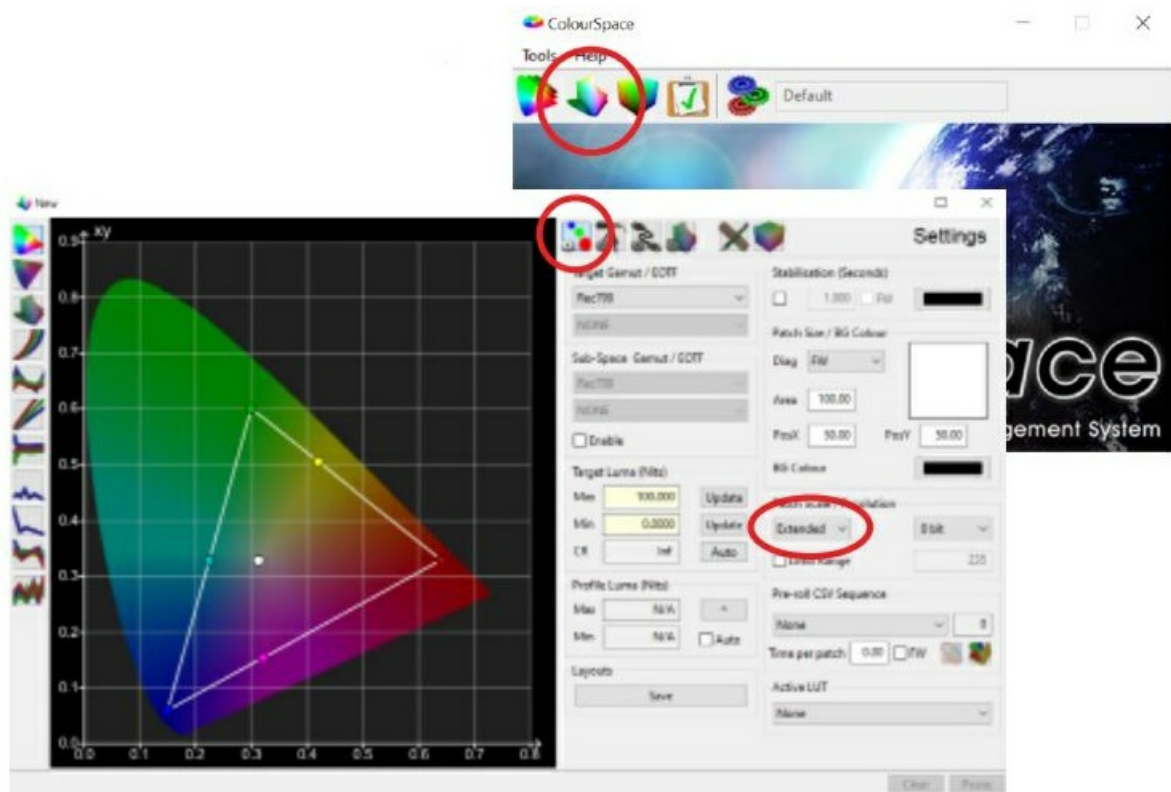 ColourSpace
Tools Help
Default
ace
gement System
New
Settings
xy
0.9
0.8
0.7
0.6
0.5
0.4
0.3
0.2
0.1
0.0
0.0 0.1 0.2 0.3 0.4 0.5 0.6 0.7 0.8
Target Gamut / EOTF
Rec709
NONE
Sub-Space Gamut / EOTF
Rec709
NONE
Enable
Target Luma (Nits)
Max 100.000 Update
Min 0.0000 Update
CR Inf Auto
Profile Luma (Nits)
Max N/A ^
Min N/A Auto
Layouts
Save
Stabilisation (Seconds)
1.000
Patch Size / BG Colour
Diag FW
Area 100.00
PosX 50.00 PosY 50.00
BG Colour
Extended 8 bit
Range
Pre-roll CSV Sequence
None 0
Time per patch 0.00 FW
Active LUT
None
Clear Pause